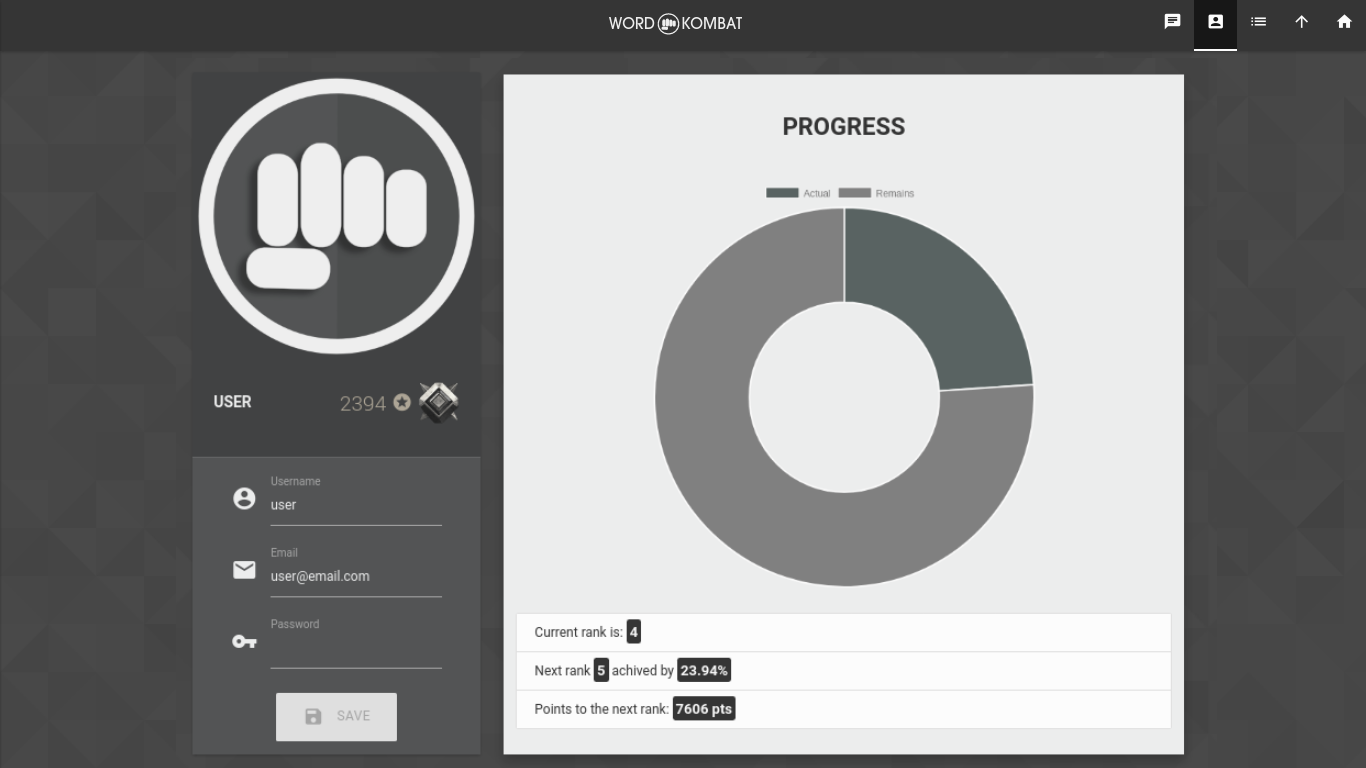 WORD KOMBAT
USER
2394
Username
user
Email
user@email.com
Password
SAVE
PROGRESS
Actual Remains
Current rank is: 4
Next rank 5 achived by 23.94%
Points to the next rank: 7606 pts